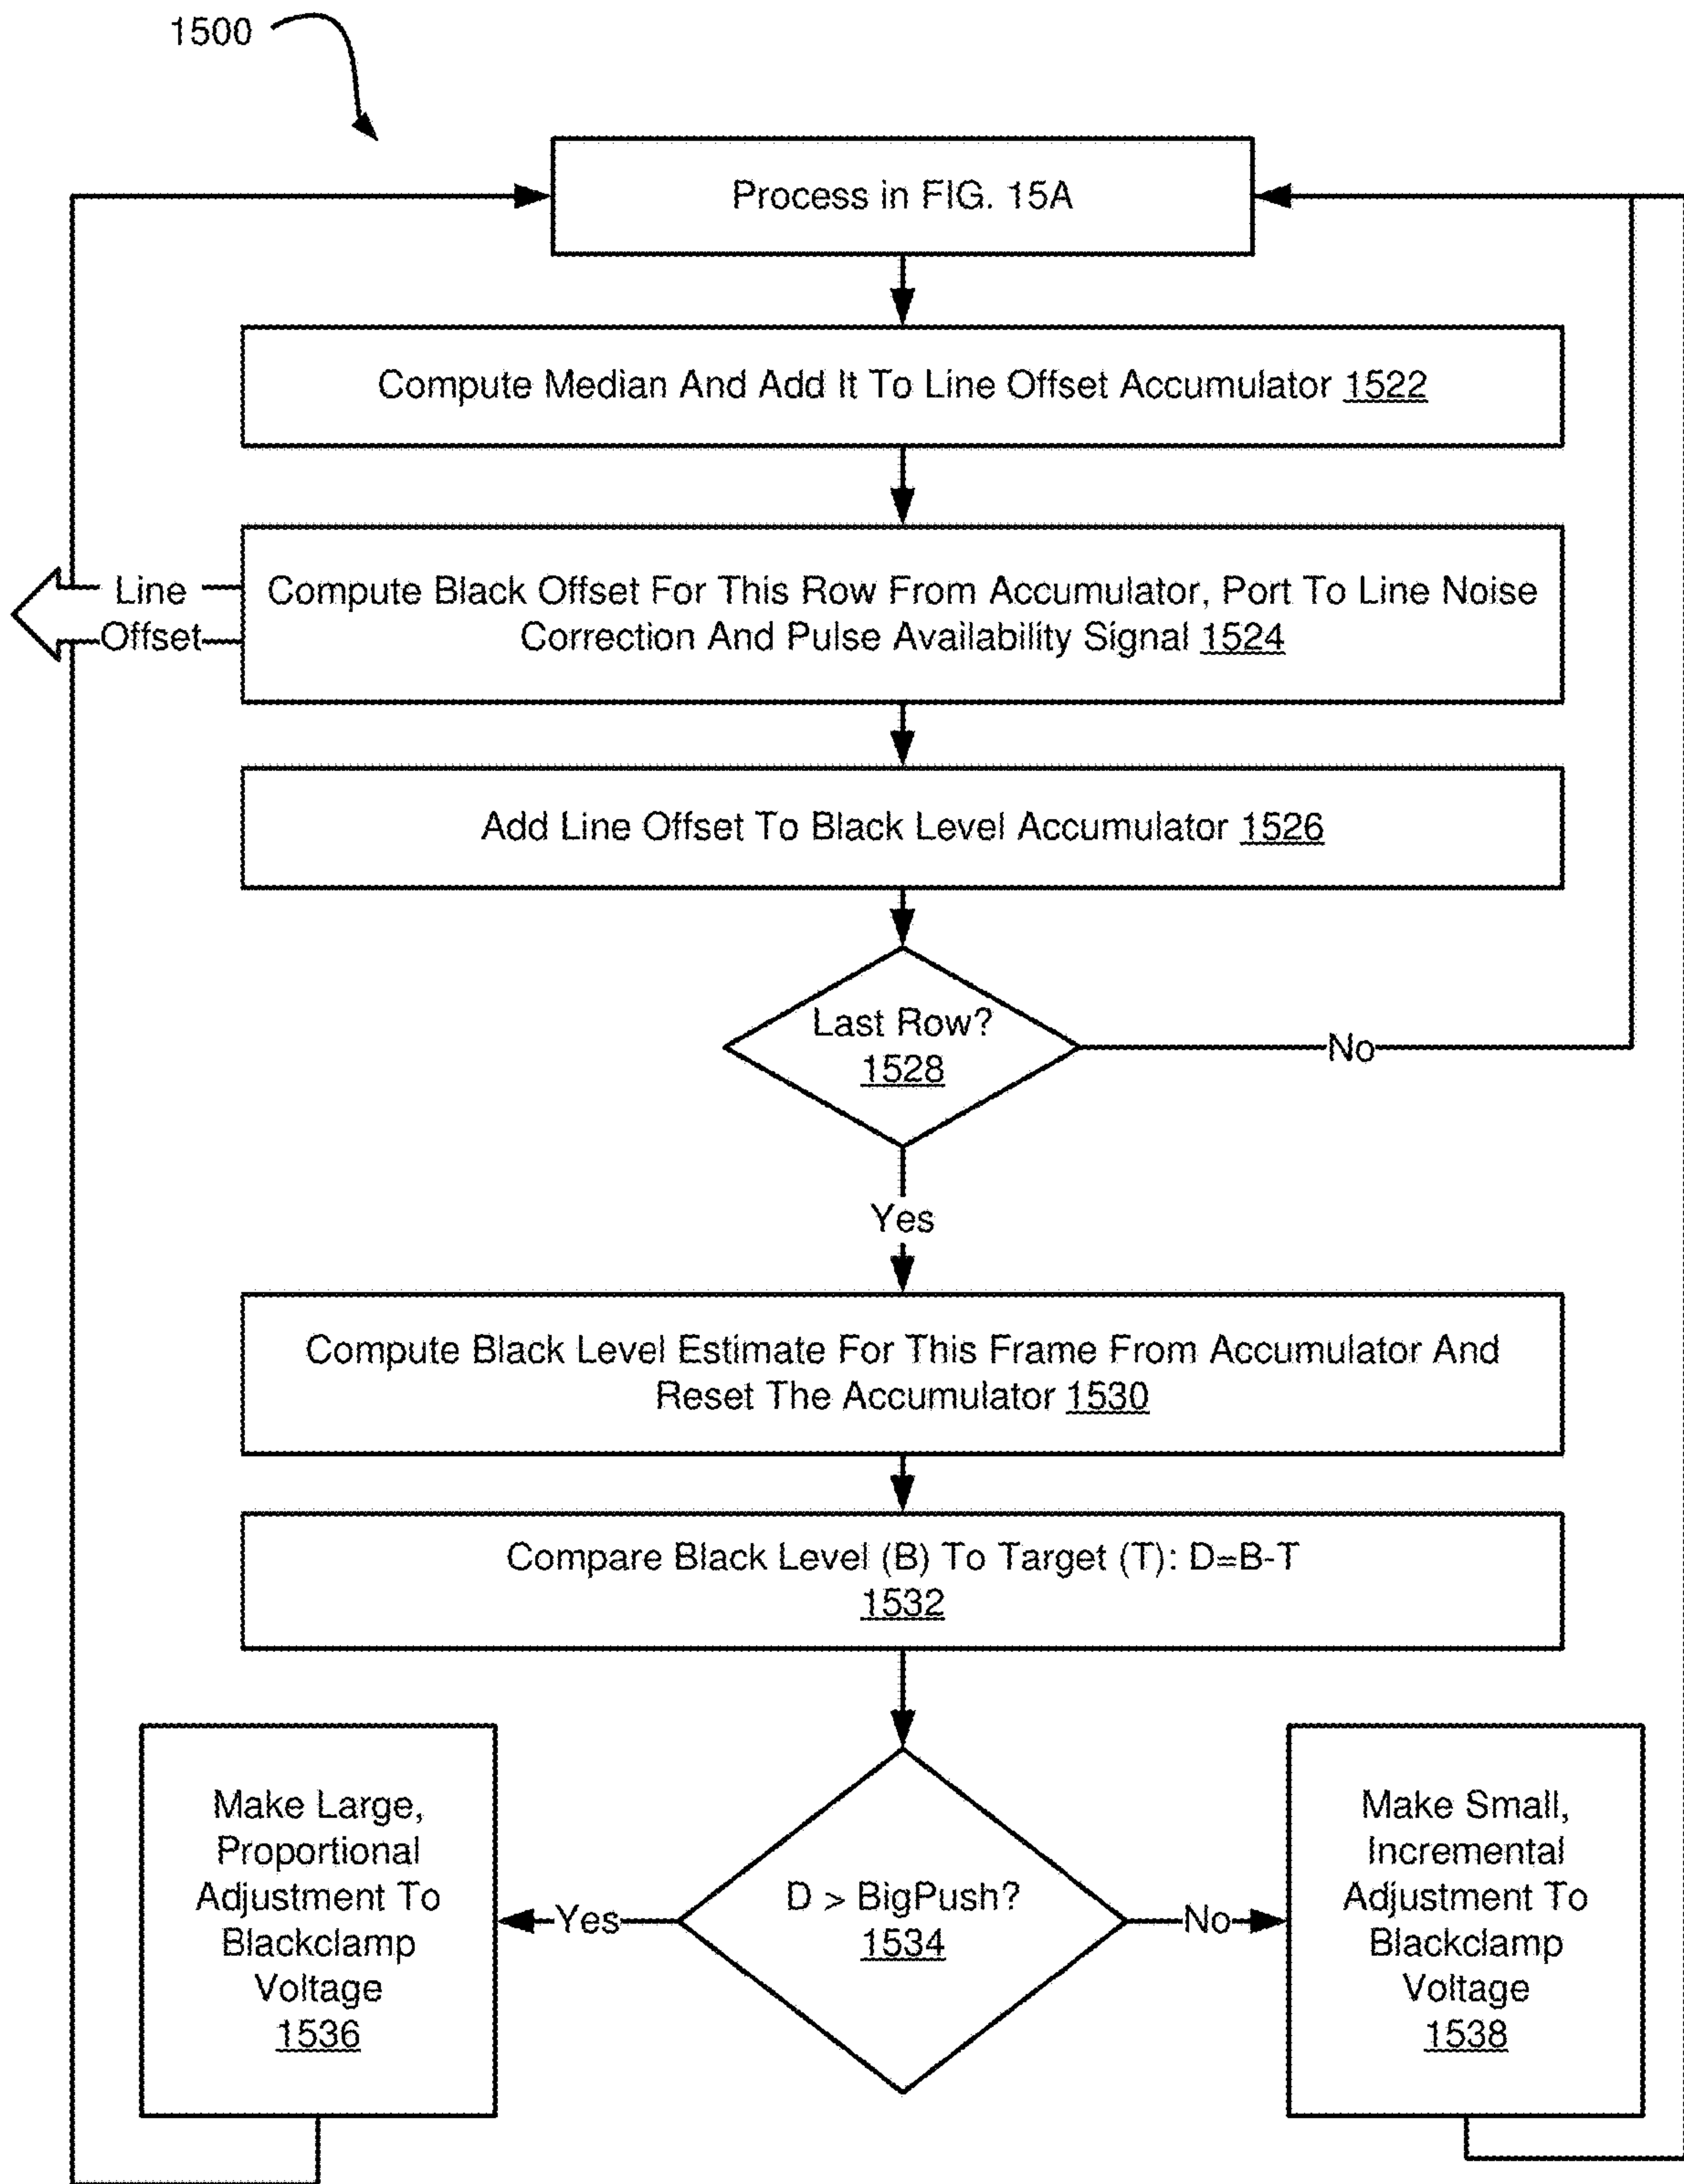 1500
Process in FIG. 15A
Compute Median And Add It To Line Offset Accumulator 1522
Line
Offset
Compute Black Offset For This Row From Accumulator, Port To Line Noise
Correction And Pulse Availability Signal 1524
Add Line Offset To Black Level Accumulator 1526
Last Row?
1528
No
Yes
Compute Black Level Estimate For This Frame From Accumulator And
Reset The Accumulator 1530
Compare Black Level (B) To Target (T): D=B-T
1532
Make Large,
Proportional
Adjustment To
Blackclamp
Voltage
1536
Yes
D > BigPush?
1534
No
Make Small,
Incremental
Adjustment To
Blackclamp
Voltage
1538